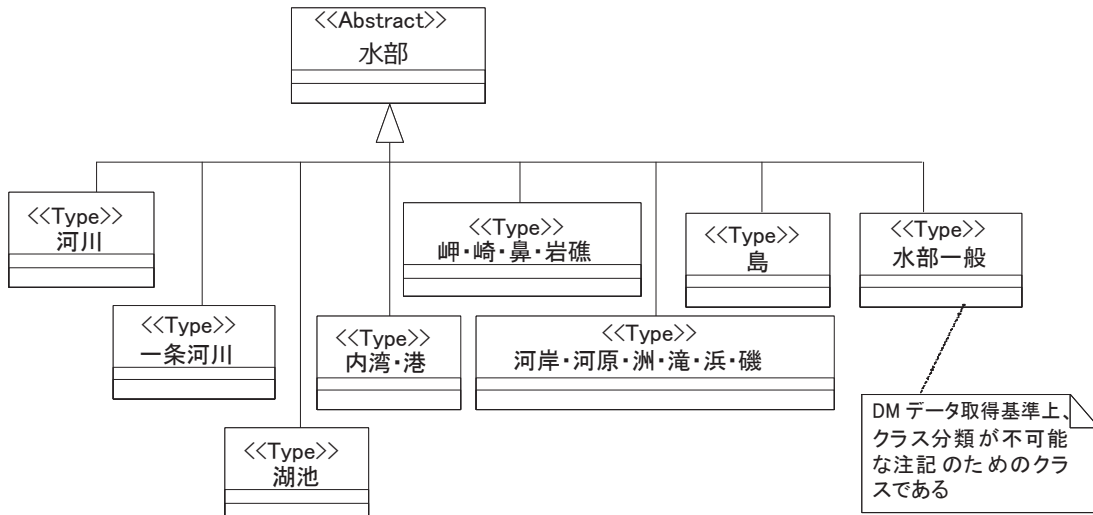 <<Abstract>>
水部
<<Type>>
河川
<<Type>>
岬・崎・鼻・岩礁
<<Type>>
島
<<Type>>
水部一般
<<Type>>
一条河川
<<Type>>
内湾・港
<<Type>>
河岸・河原・洲・滝・浜・磯
<<Type>>
湖池
DM データ取得基準上、
クラス分類が不可能
な注記のためのクラ
スである